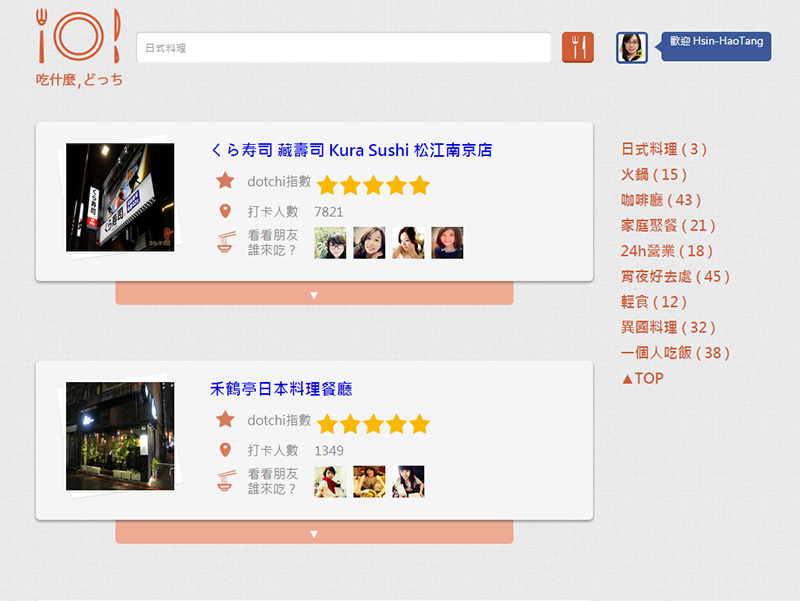 吃什麼,どっち
日式料理
歡迎 Hsin-HaoTang
くら寿司 藏壽司 Kura Sushi 松江南京店
dotchi指數
打卡人數 7821
看看朋友
誰來吃？
▼
禾鶴亭日本料理餐廳
dotchi指數
打卡人數 1349
看看朋友
誰來吃？
▼
日式料理 ( 3 )
火鍋 ( 15 )
咖啡廳 ( 43 )
家庭聚餐 ( 21 )
24h營業 ( 18 )
宵夜好去處 ( 45 )
輕食 ( 12 )
異國料理 ( 32 )
一個人吃飯 ( 38 )
▲TOP
くら寿司